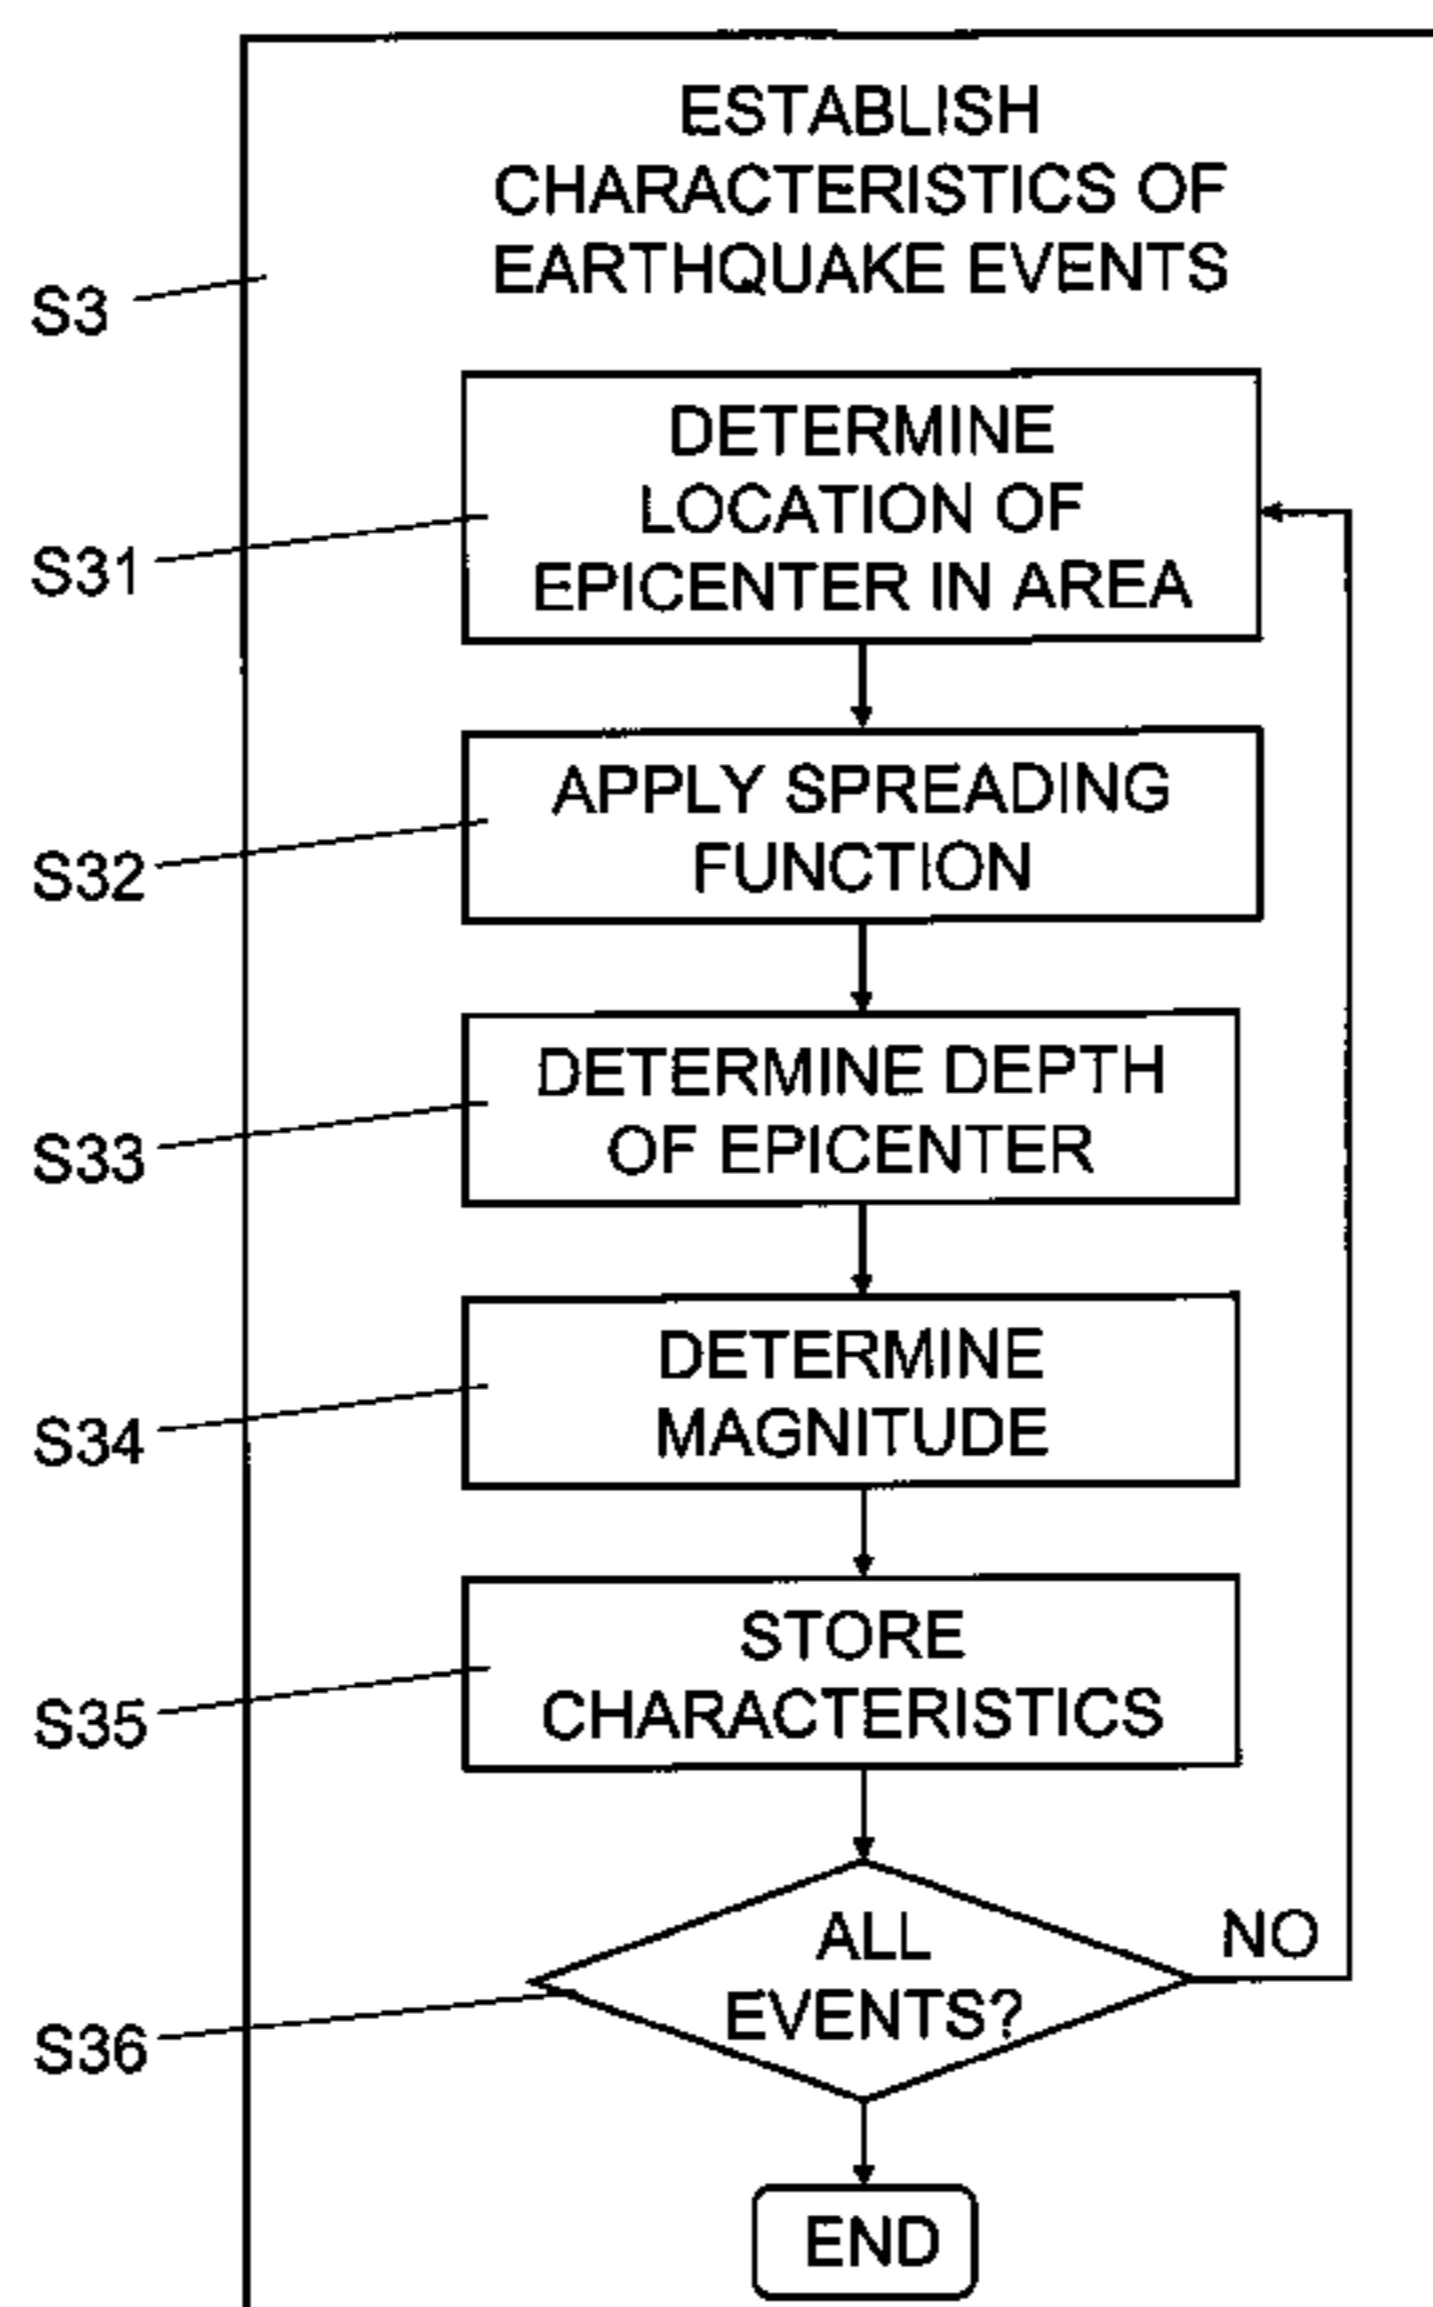 ESTABLISH
CHARACTERISTICS OF
EARTHQUAKE EVENTS
S3
DETERMINE
LOCATION OF
EPICENTER IN AREA
S31
APPLY SPREADING
FUNCTION
S32
DETERMINE DEPTH
OF EPICENTER
S33
DETERMINE
MAGNITUDE
S34
STORE
CHARACTERISTICS
S35
ALL
EVENTS?
NO
S36
END